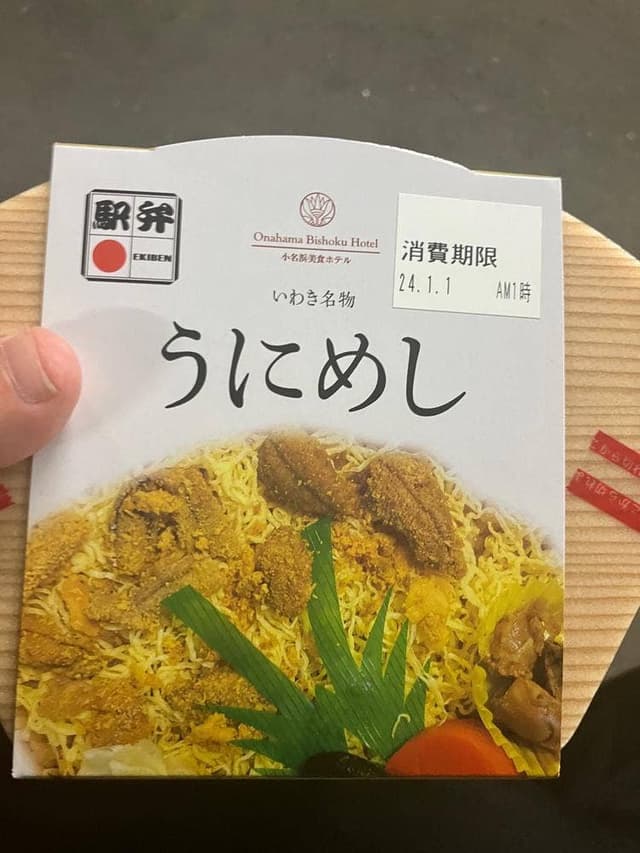 駅弁
EKIBEN
Onahama Bishoku Hotel
小名浜美食ホテル
消費期限
24.1.1 AM1時
いわき名物
うにめし